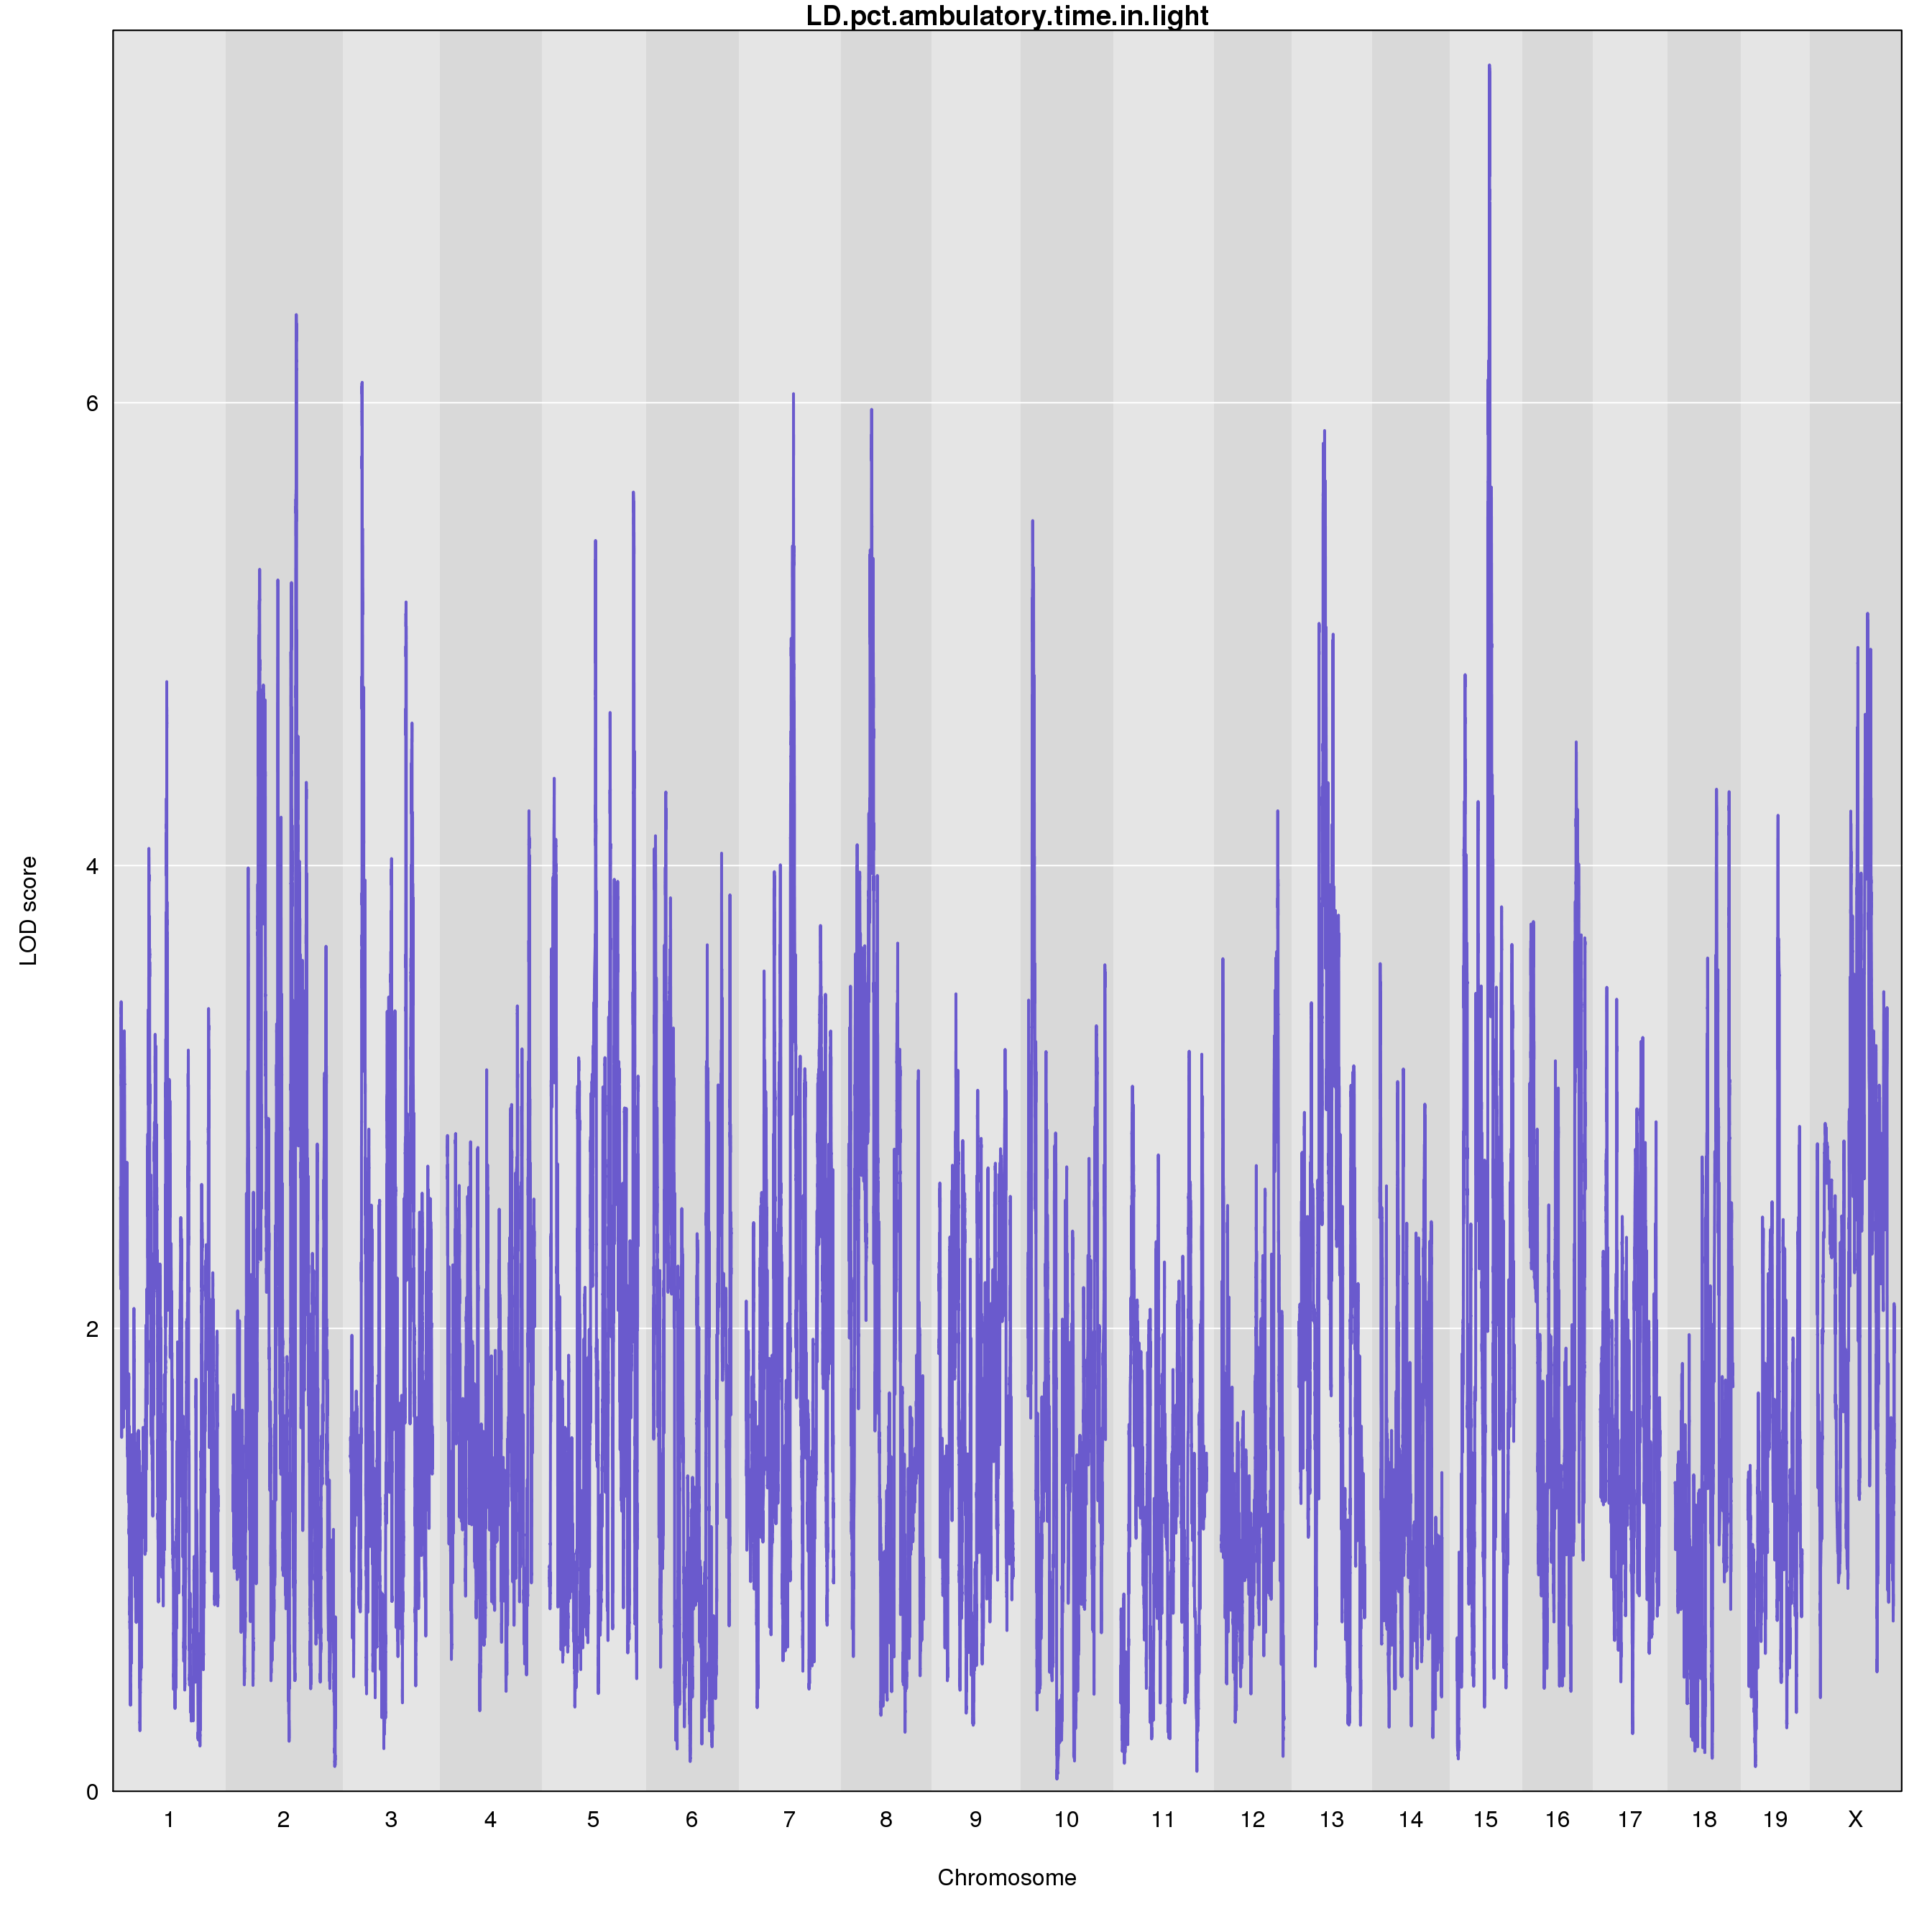 LD.pct.ambulatory.time.in.light
6
4
2
0
LOD score
1 2 3 4 5 6 7 8 9 10 11 12 13 14 15 16 17 18 19 X
Chromosome